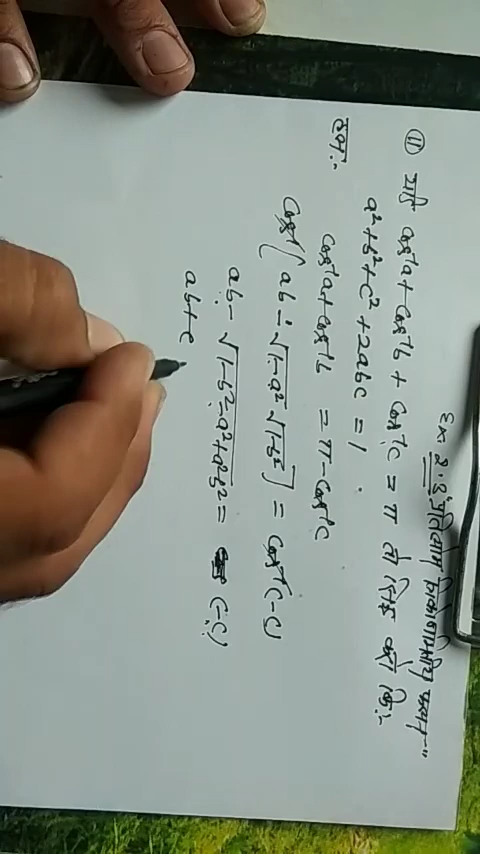 Ex 2.2 "प्रतिलोम त्रिकोणमितीय फलन"
(11) यदि cos⁻¹a + cos⁻¹b + cos⁻¹c = π तो सिद्ध करो कि:-
a² + b² + c² + 2abc = 1.
हल:-
cos⁻¹a + cos⁻¹b = π - cos⁻¹c
cos⁻¹[ab - √1-a² √1-b²] = cos⁻¹(-c)
ab - √1-b²-a²+a²b² = (-c)
ab+c